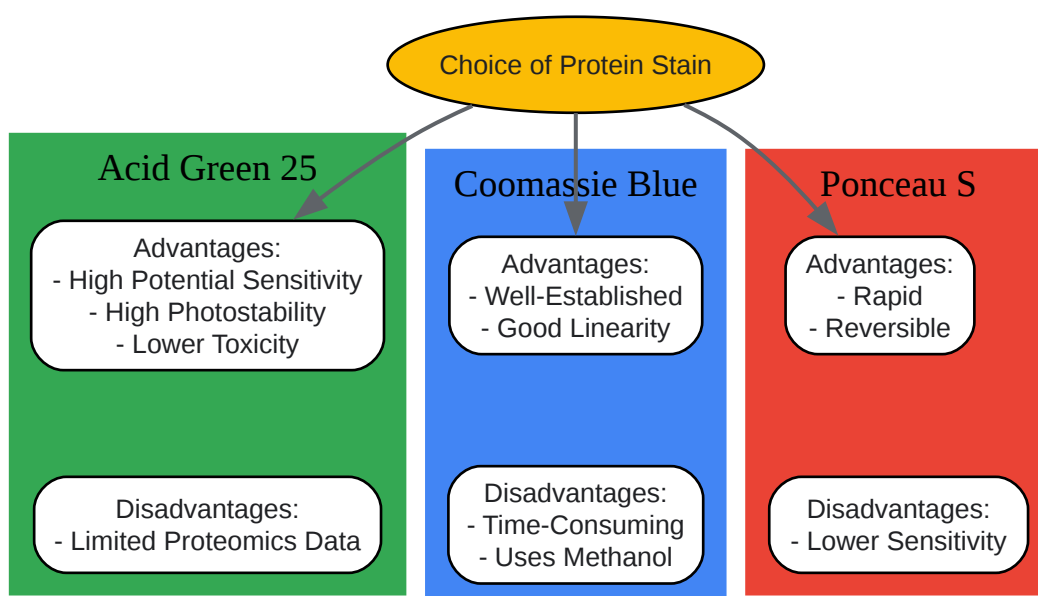 Choice of Protein Stain
Acid Green 25
Advantages:
- High Potential Sensitivity
- High Photostability
- Lower Toxicity
Disadvantages:
- Limited Proteomics Data
Coomassie Blue
Advantages:
- Well-Established
- Good Linearity
Disadvantages:
- Time-Consuming
- Uses Methanol
Ponceau S
Advantages:
- Rapid
- Reversible
Disadvantages:
- Lower Sensitivity